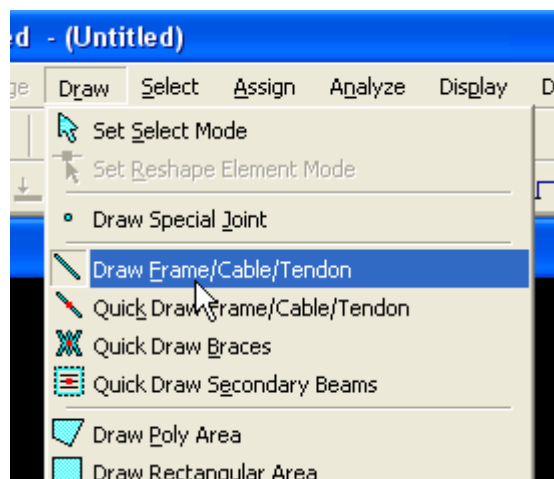 ed - (Untitled)
ge Draw Select Assign Analyze Display D
Set Select Mode
Set Reshape Element Mode
Draw Special Joint
Draw Frame/Cable/Tendon
Quick Draw Frame/Cable/Tendon
Quick Draw Braces
Quick Draw Secondary Beams
Draw Poly Area
Draw Rectangular Area